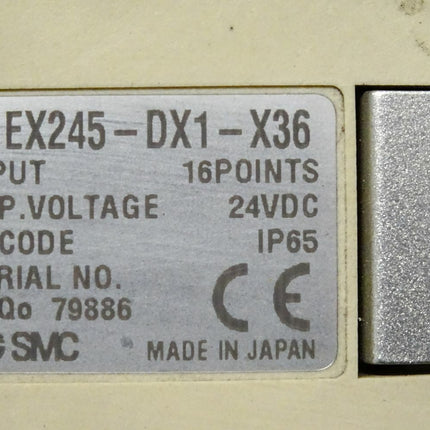 EX245-DX1-X36
PUT 16POINTS
P.VOLTAGE 24VDC
CODE IP65
RIAL NO.
Qo 79886 CE
SMC MADE IN JAPAN